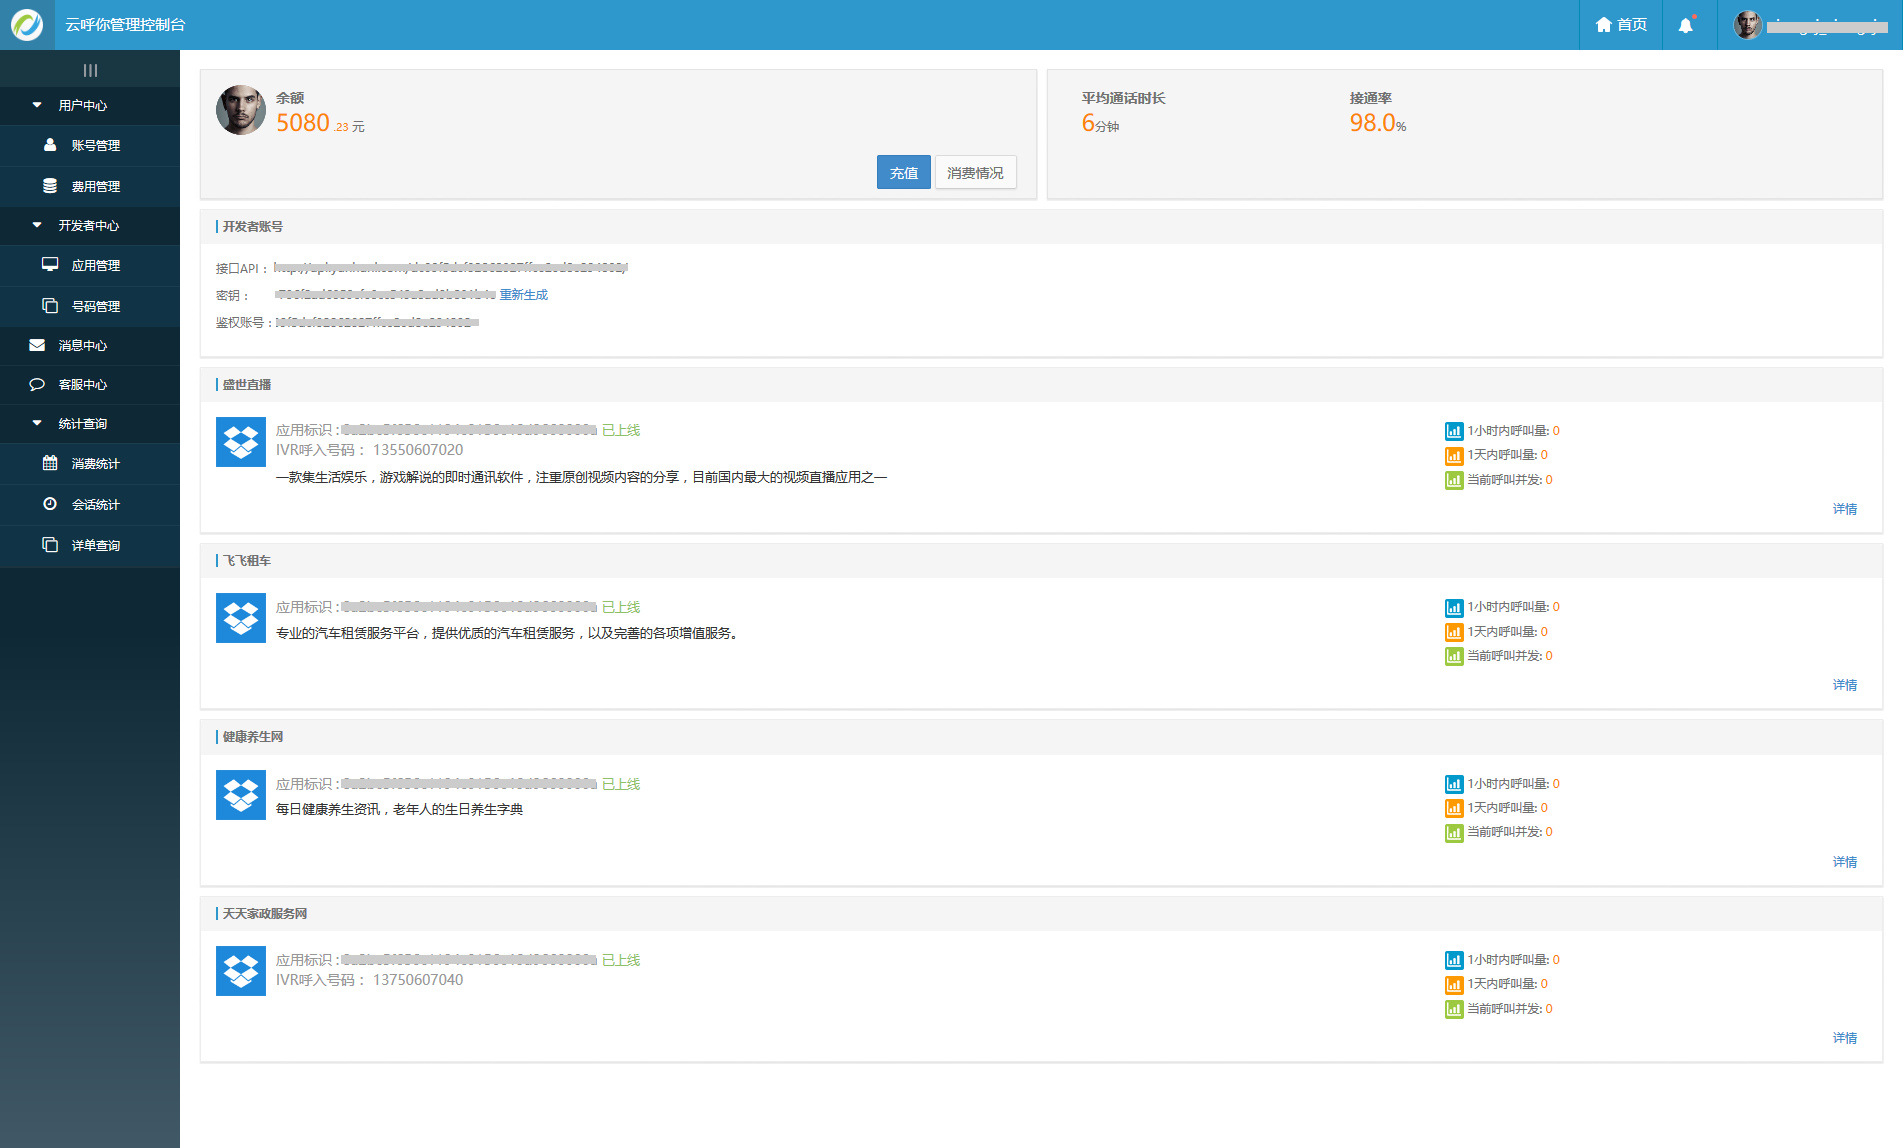 云呼你管理控制台
首页
用户中心
账号管理
费用管理
开发者中心
应用管理
号码管理
消息中心
客服中心
统计查询
消费统计
会话统计
详单查询
余额
5080 .23 元
充值
消费情况
平均通话时长
6分钟
接通率
98.0%
开发者账号
接口API：
密钥： 重新生成
鉴权账号：
盛世直播
应用标识： 已上线
IVR呼入号码： 13550607020
一款集生活娱乐，游戏解说的即时通讯软件，注重原创视频内容的分享，目前国内最大的视频直播应用之一
1小时内呼叫量: 0
1天内呼叫量: 0
当前呼叫并发: 0
详情
飞飞租车
应用标识： 已上线
专业的汽车租赁服务平台，提供优质的汽车租赁服务，以及完善的各项增值服务。
1小时内呼叫量: 0
1天内呼叫量: 0
当前呼叫并发: 0
详情
健康养生网
应用标识： 已上线
每日健康养生资讯，老年人的生日养生字典
1小时内呼叫量: 0
1天内呼叫量: 0
当前呼叫并发: 0
详情
天天家政服务网
应用标识： 已上线
IVR呼入号码： 13750607040
1小时内呼叫量: 0
1天内呼叫量: 0
当前呼叫并发: 0
详情